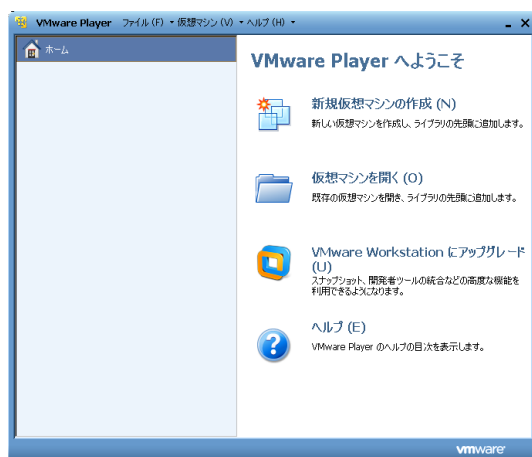 VMware Player ファイル(F) ▾ 仮想マシン(V) ▾ ヘルプ(H) ▾
ホーム
VMware Player へようこそ
新規仮想マシンの作成 (N)
新しい仮想マシンを作成し、ライブラリの先頭に追加します。
仮想マシンを開く(O)
既存の仮想マシンを開き、ライブラリの先頭に追加します。
VMware Workstation にアップグレード
(U)
スナップショット、開発者ツールの統合などの高度な機能を
利用できるようになります。
ヘルプ (E)
VMware Player のヘルプの目次を表示します。
vmware